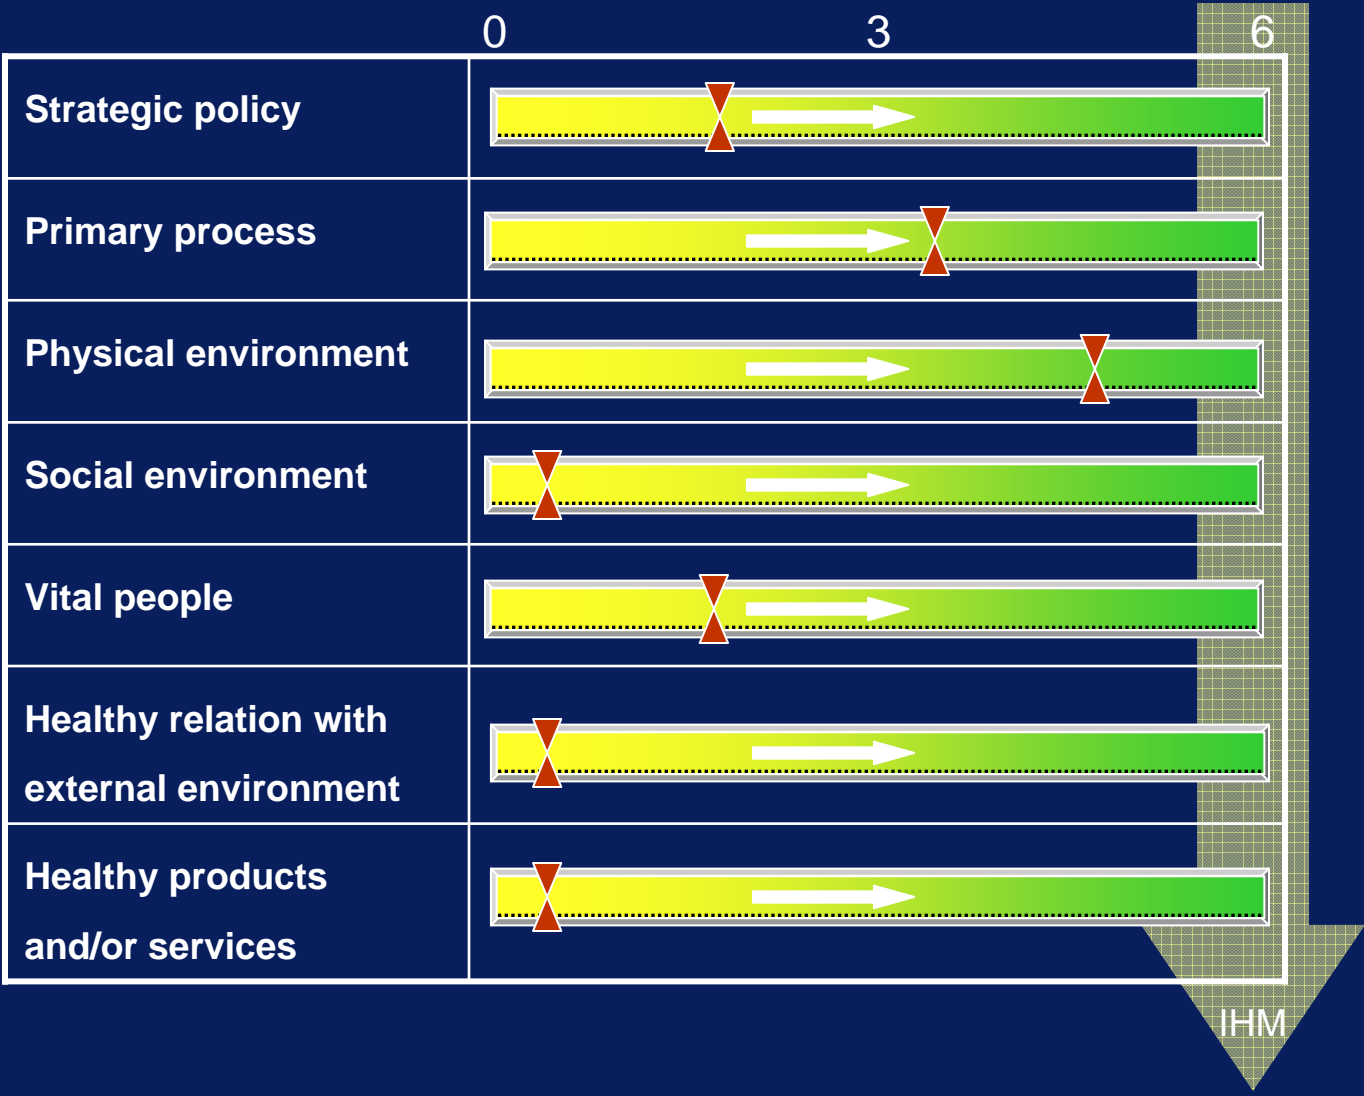 0 3 6
Strategic policy
Primary process
Physical environment
Social environment
Vital people
Healthy relation with
external environment
Healthy products
and/or services
IHM